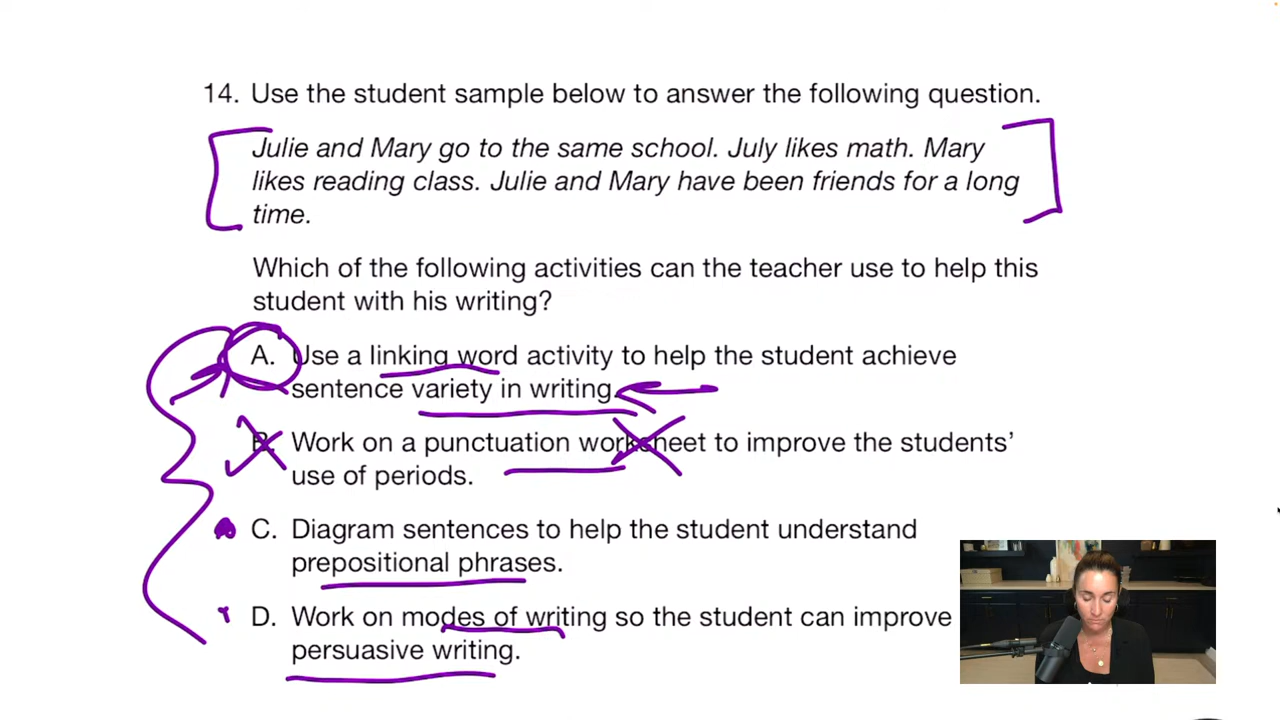 14. Use the student sample below to answer the following question.
Julie and Mary go to the same school. July likes math. Mary
likes reading class. Julie and Mary have been friends for a long
time.
Which of the following activities can the teacher use to help this
student with his writing?
A. Use a linking word activity to help the student achieve
sentence variety in writing.
B. Work on a punctuation worksheet to improve the students’
use of periods.
C. Diagram sentences to help the student understand
prepositional phrases.
D. Work on modes of writing so the student can improve
persuasive writing.